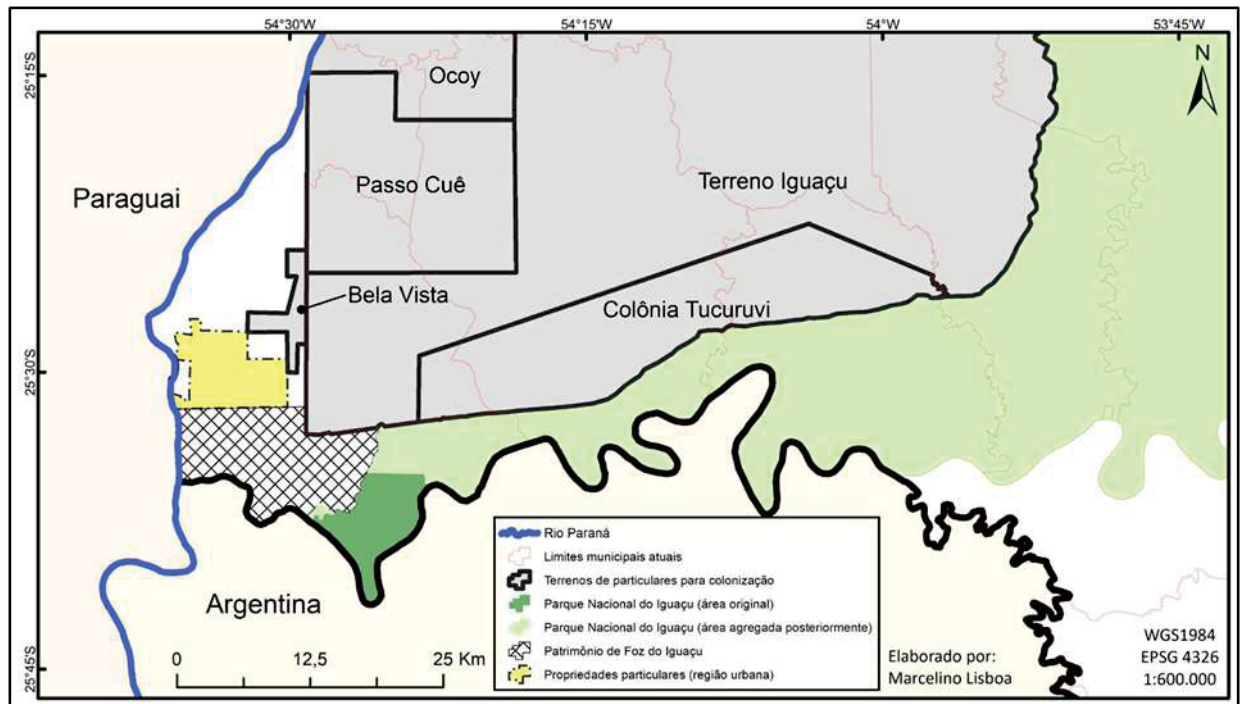 54°30'W 54°15'W 54°W 53°45'W
25°15'S
25°30'S
25°45'S
N
Ocoy
Passo Cuê
Terreno Iguaçu
Paraguai
Bela Vista
Colônia Tucuruvi
Argentina
0 12,5 25 Km
Rio Paraná
Limites municipais atuais
Terrenos de particulares para colonização
Parque Nacional do Iguaçu (área original)
Parque Nacional do Iguaçu (área agregada posteriormente)
Patrimônio de Foz do Iguaçu
Propriedades particulares (região urbana)
Elaborado por:
Marcelino Lisboa
WGS1984
EPSG 4326
1:600.000